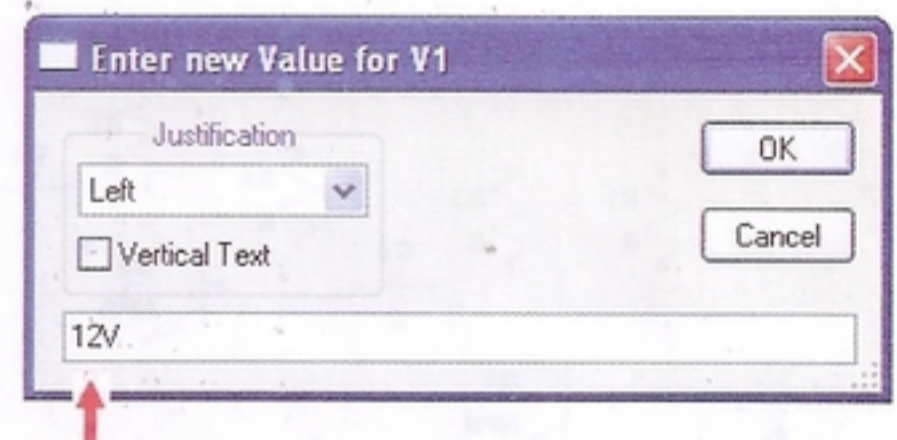 Enter new Value for V1
Justification
Left
Vertical Text
OK
Cancel
12V